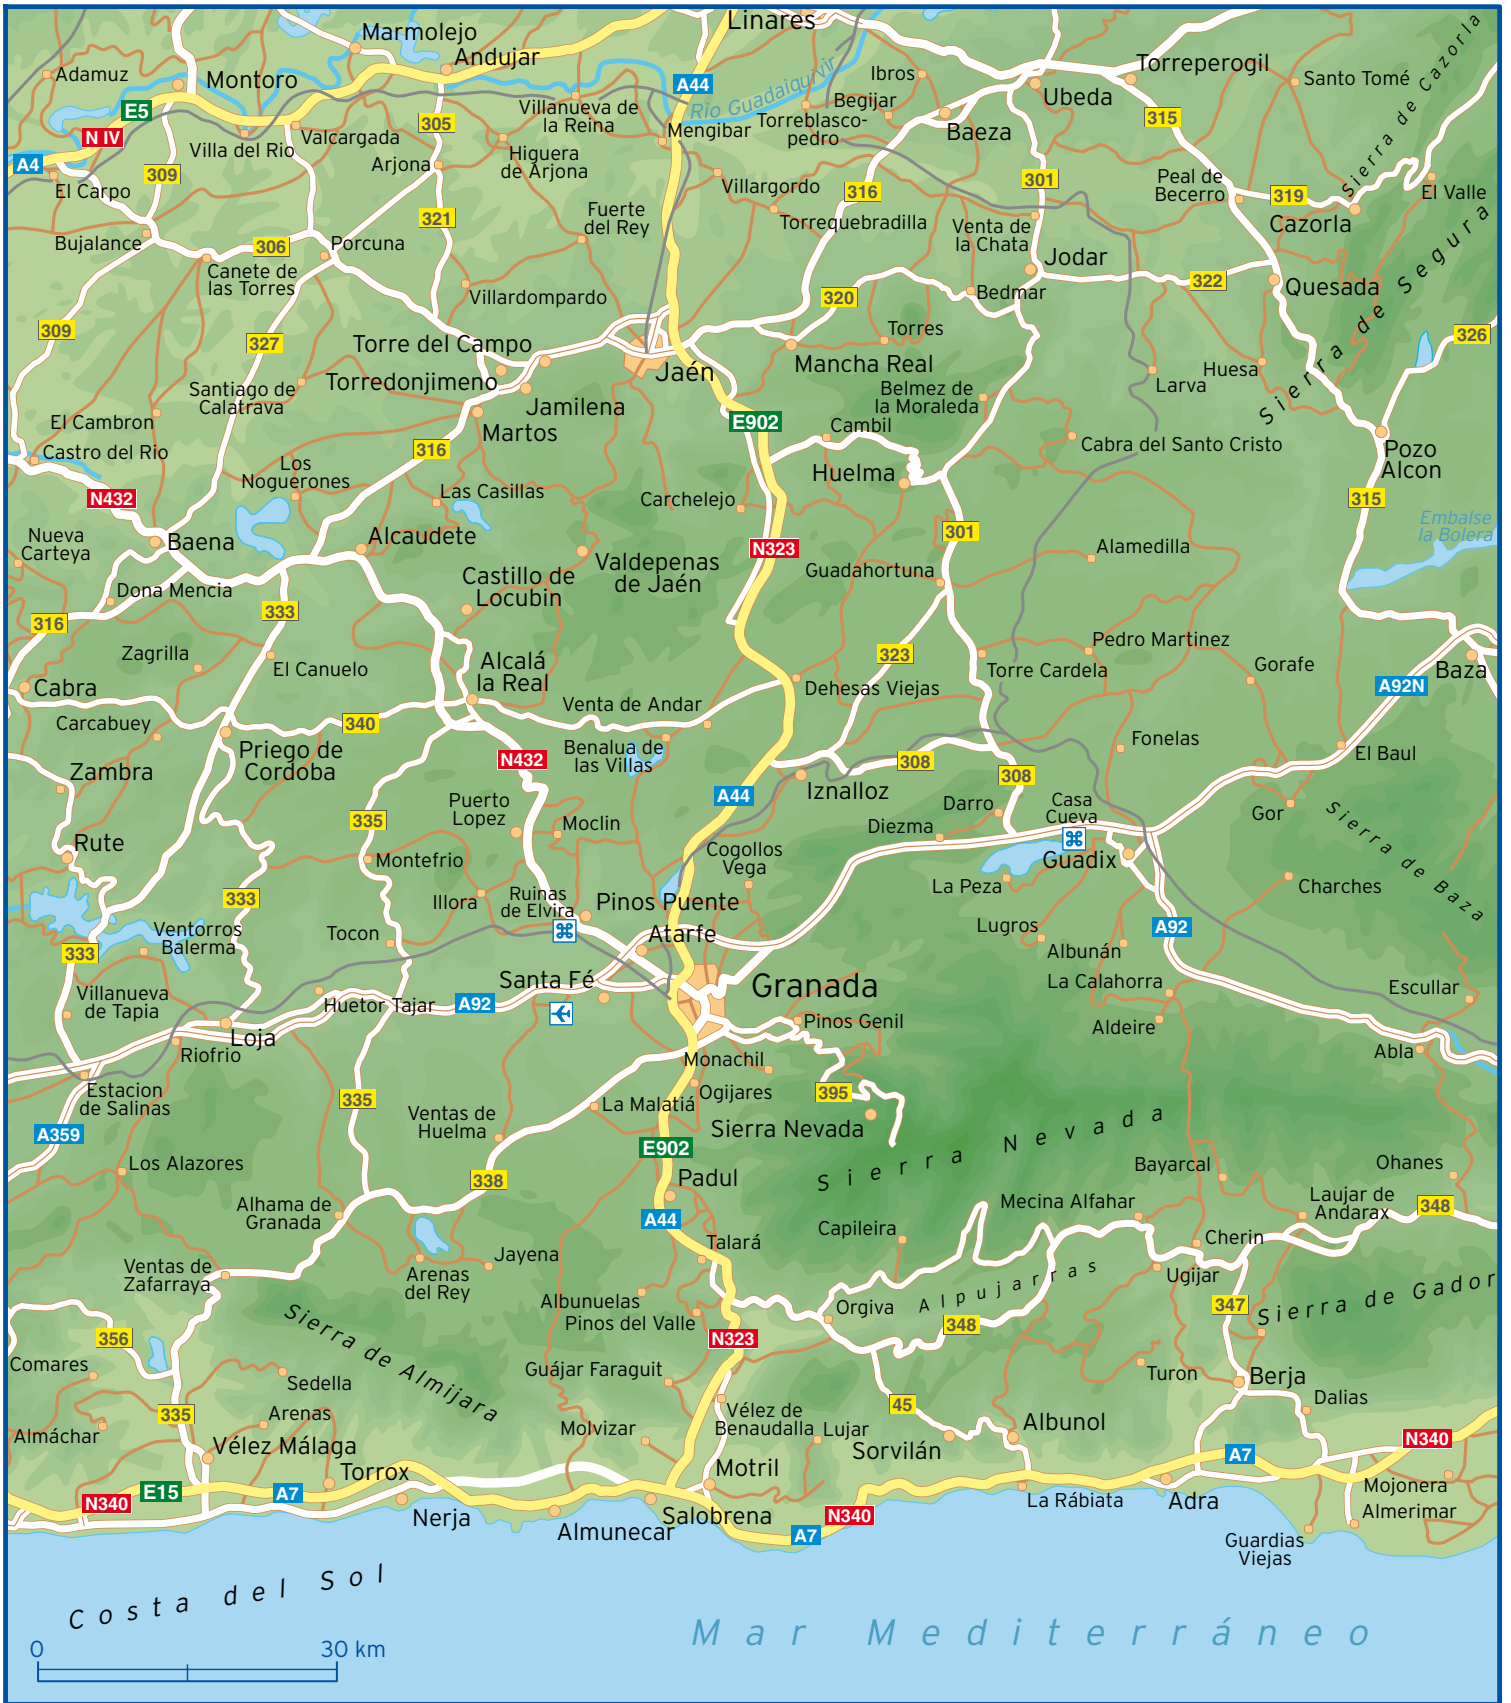 Linares
Marmolejo
Andujar
Adamuz
Montoro
A44
Ibros
Torreperogil
Santo Tomé
Sierra de Cazorla
E5
N IV
A4
Villanueva de
la Reina
Rio Guadalquivir
Begijar
Ubeda
305
Valcargada
Villa del Rio
Mengibar
Torreblasco-
pedro
Baeza
315
309
Arjona
Higuera
de Arjona
El Carpo
Villargordo
316
301
Peal de
Becerro
319
El Valle
321
Fuerte
del Rey
Torrequebradilla
Venta de
la Chata
Cazorla
Bujalance
306
Porcuna
Jodar
Canete de
las Torres
Villardompardo
320
Bedmar
322
Quesada
Sierra de Segura
309
327
Torre del Campo
Torres
326
Torredonjimeno
Jaén
Mancha Real
Huesa
Larva
Santiago de
Calatrava
Jamilena
Belmez de
la Moraleda
El Cambron
Martos
E902
Cambil
Castro del Rio
316
Cabra del Santo Cristo
Pozo
Alcon
Los
Noguerones
Huelma
N432
Las Casillas
Carchelejo
315
Nueva
Carteya
Baena
Alcaudete
N323
301
Alamedilla
Embalse
la Bolera
Valdepenas
de Jaén
Guadahortuna
Castillo de
Locubin
Dona Mencia
333
316
Zagrilla
El Canuelo
Alcalá
la Real
323
Pedro Martinez
Torre Cardela
Gorafe
Baza
Cabra
Dehesas Viejas
A92N
Carcabuey
340
Venta de Andar
Priego de
Cordoba
N432
Benalua de
las Villas
Fonelas
El Baul
Zambra
308
308
Iznalloz
A44
335
Puerto
Lopez
Moclin
Darro
Casa
Cueva
Gor
Sierra de Baza
Diezma
Rute
Montefrio
Cogollos
Vega
Guadix
La Peza
Charches
333
Illora
Ruinas
de Elvira
Pinos Puente
Lugros
A92
Ventorros
Balerma
Tocon
Atarfe
Albunán
333
Santa Fé
Granada
La Calahorra
Escullar
Villanueva
de Tapia
Huetor Tajar
A92
Pinos Genil
Aldeire
Loja
Riofrio
Monachil
Abla
Estacion
de Salinas
335
Ogijares
395
La Malatiá
Ventas de
Huelma
Sierra Nevada
Sierra Nevada
A359
E902
Los Alazores
338
Padul
Bayarcal
Ohanes
Alhama de
Granada
A44
Capileira
Mecina Alfahar
Laujar de
Andarax
348
Talará
Cherin
Ventas de
Zafarraya
Jayena
Arenas
del Rey
Ugijar
Albunuelas
Orgiva
Alpujarras
347
Sierra de Gador
Pinos del Valle
348
Sierra de Almijara
356
N323
Comares
Guájar Faraguit
Turon
Berja
Sedella
Dalias
335
Arenas
45
Vélez de
Benaudalla
Lujar
Albunol
Almáchar
Molvizar
Sorvilán
N340
Vélez Málaga
A7
Torrox
Motril
Mojonera
E15
A7
N340
La Rábiata
Adra
Almerimar
Nerja
Salobrena
N340
Almunecar
A7
Guardias
Viejas
Costa del Sol
Mar Mediterráneo
0
30 km